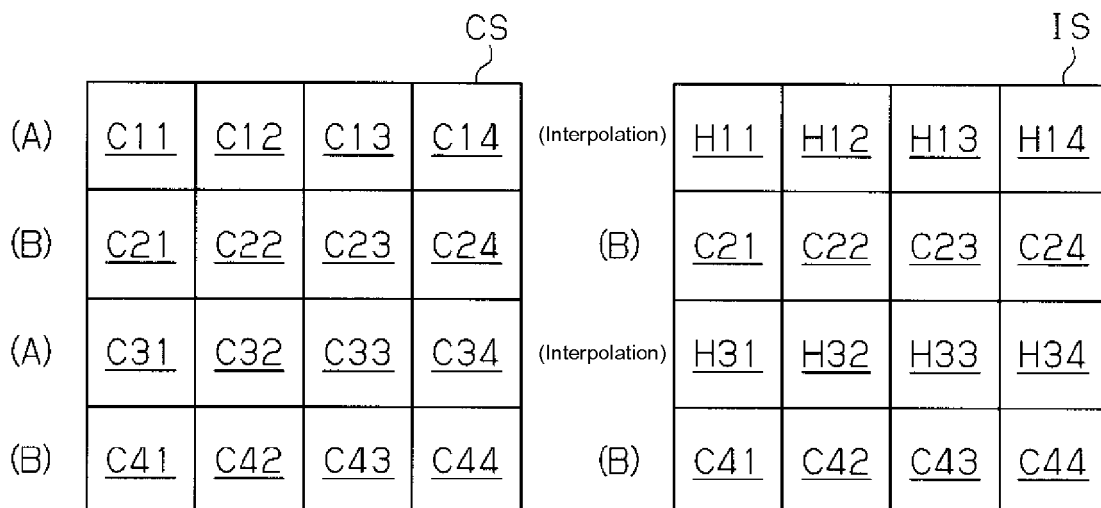 CS
IS
(A) C11 C12 C13 C14
(Interpolation) H11 H12 H13 H14
(B) C21 C22 C23 C24
(B) C21 C22 C23 C24
(A) C31 C32 C33 C34
(Interpolation) H31 H32 H33 H34
(B) C41 C42 C43 C44
(B) C41 C42 C43 C44